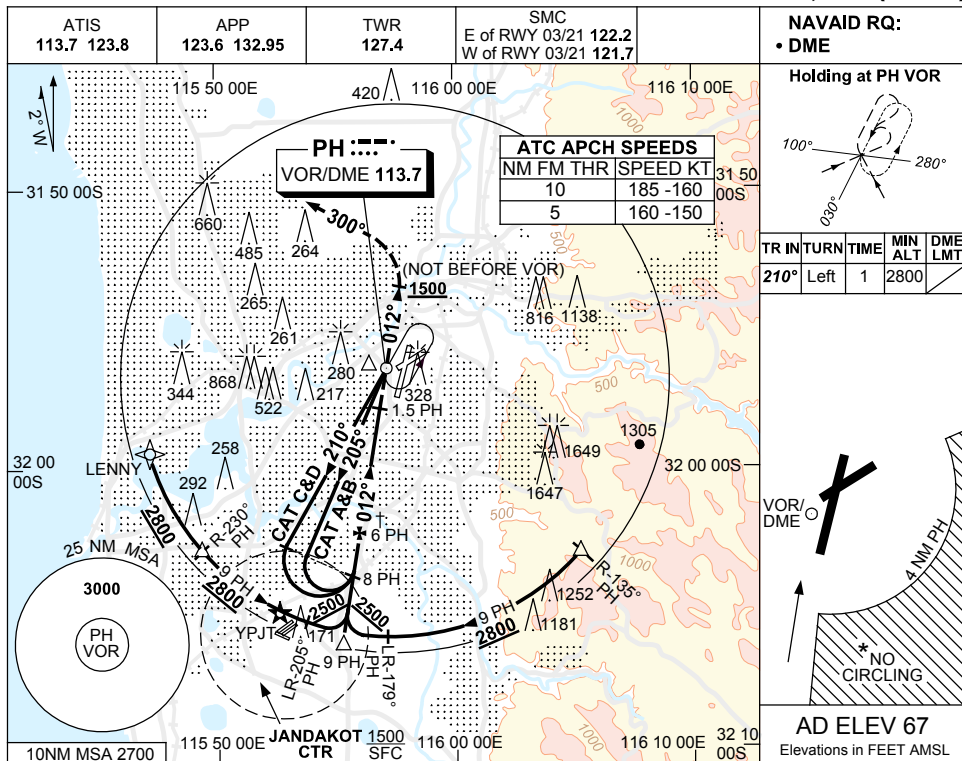 ATIS
113.7 123.8
APP
123.6 132.95
TWR
127.4
SMC
E of RWY 03/21 122.2
W of RWY 03/21 121.7
NAVAID RQ:
• DME
2° W
115 50 00E
116 00 00E
116 10 00E
420
1000
PH
VOR/DME 113.7
ATC APCH SPEEDS
NM FM THR SPEED KT
10 185 -160
5 160 -150
31 50 00S
31 50
00S
660
485
264
300°
500
(NOT BEFORE VOR)
1500
265
261
012°
816
1138
344
868
522
280
217
328
500
1.5 PH
1305
1649
1647
LENNY
258
292
32 00
00S
32 00 00S
CAT C&D 210°
CAT A&B 205°
012°
6 PH
500
2800
R-230°
PH
25 NM MSA
3000
PH
VOR
9 PH
2800
8 PH
2500
2500
R-135°
PH
1000
1252
9 PH
2800
1181
YPJT
171
LR-205°
PH
9 PH
LR-179°
PH
JANDAKOT
CTR
1500
SFC
10NM MSA 2700
115 50 00E
116 00 00E
1000
116 10 00E
32 10
00S
Holding at PH VOR
100°
280°
030°
TR IN TURN TIME MIN ALT DME LMT
210° Left 1 2800
VOR/
DME
4 NM PH
* NO
CIRCLING
AD ELEV 67
Elevations in FEET AMSL